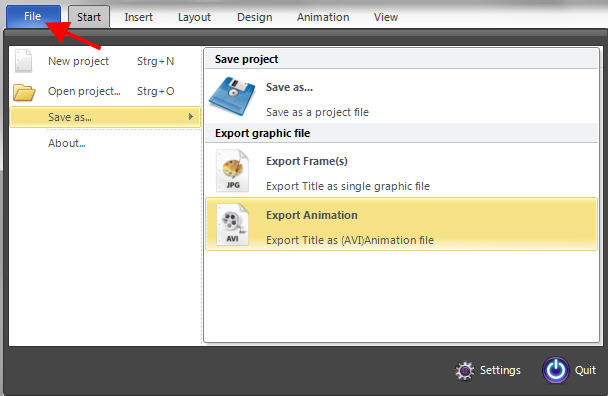 File Start Insert Layout Design Animation View
New project Strg+N
Open project... Strg+O
Save as...
About...
Save project
Save as...
Save as a project file
Export graphic file
JPG
Export Frame(s)
Export Title as single graphic file
AVI
Export Animation
Export Title as (AVI)Animation file
Settings Quit